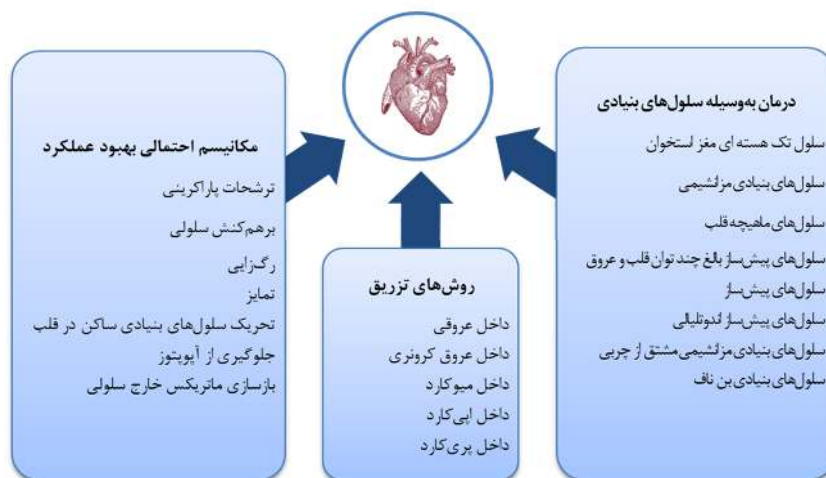 درمان به‌وسیله سلول‌های بنیادی
سلول تک هسته ای مغز استخوان
سلول‌های بنیادی مزانشیمی
سلول‌های ماهیچه قلب
سلول‌های پیش‌ساز بالغ چند توان قلب و عروق
سلول‌های پیش‌ساز
سلول‌های پیش‌ساز اندوتلیالی
سلول‌های بنیادی مزانشیمی مشتق از چربی
سلول‌های بنیادی بن ناف
روش‌های تزریق
داخل عروقی
داخل عروق کرونری
داخل میوکارد
داخل اپی‌کارد
داخل پری‌کارد
مکانیسم احتمالی بهبود عملکرد
ترشحات پاراکرینی
برهم‌کنش سلولی
رگ‌زایی
تمایز
تحریک سلول‌های بنیادی ساکن در قلب
جلوگیری از آپوپتوز
بازسازی ماتریکس خارج سلولی